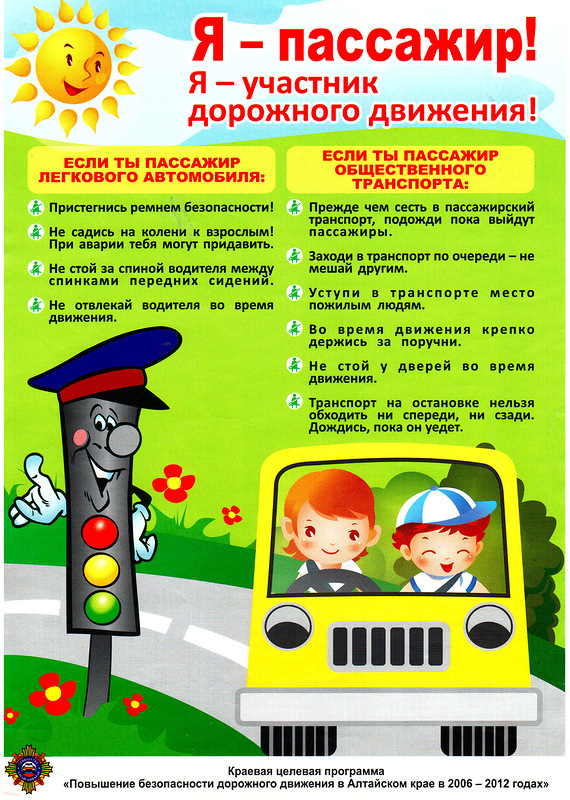 Я – пассажир!
Я – участник
дорожного движения!
ЕСЛИ ТЫ ПАССАЖИР
ЛЕГКОВОГО АВТОМОБИЛЯ:
Пристегнись ремнем безопасности!
Не садись на колени к взрослым!
При аварии тебя могут придавить.
Не стой за спиной водителя между
спинками передних сидений.
Не отвлекай водителя во время
движения.
ЕСЛИ ТЫ ПАССАЖИР
ОБЩЕСТВЕННОГО
ТРАНСПОРТА:
Прежде чем сесть в пассажирский
транспорт, подожди пока выйдут
пассажиры.
Заходи в транспорт по очереди – не
мешай другим.
Уступи в транспорте место
пожилым людям.
Во время движения крепко
держись за поручни.
Не стой у дверей во время
движения.
Транспорт на остановке нельзя
обходить ни спереди, ни сзади.
Дождись, пока он уедет.
Краевая целевая программа
«Повышение безопасности дорожного движения в Алтайском крае в 2006 – 2012 годах»